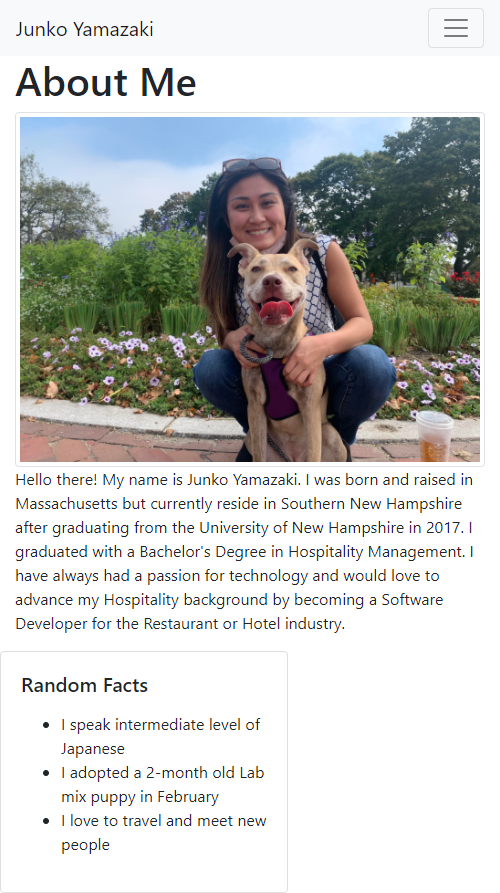 Junko Yamazaki
About Me
Hello there! My name is Junko Yamazaki. I was born and raised in
Massachusetts but currently reside in Southern New Hampshire
after graduating from the University of New Hampshire in 2017. I
graduated with a Bachelor's Degree in Hospitality Management. I
have always had a passion for technology and would love to
advance my Hospitality background by becoming a Software
Developer for the Restaurant or Hotel industry.
Random Facts
• I speak intermediate level of
Japanese
• I adopted a 2-month old Lab
mix puppy in February
• I love to travel and meet new
people